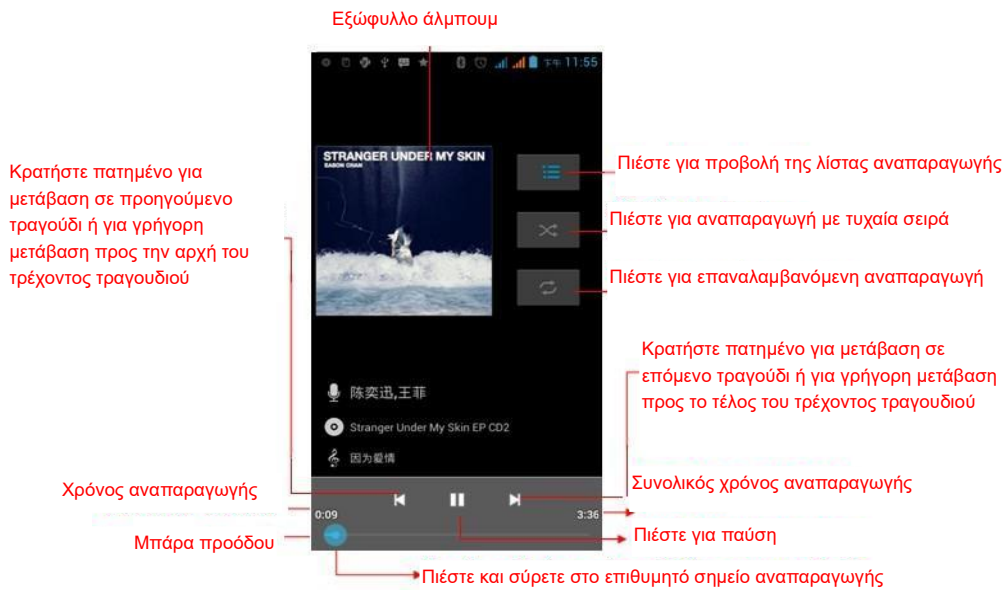 Εξώφυλλο άλμπουμ
下午 11:55
STRANGER UNDER MY SKIN
EASON CHAN
Κρατήστε πατημένο για
μετάβαση σε προηγούμενο
τραγούδι ή για γρήγορη
μετάβαση προς την αρχή του
τρέχοντος τραγουδιού
Πιέστε για προβολή της λίστας αναπαραγωγής
Πιέστε για αναπαραγωγή με τυχαία σειρά
Πιέστε για επαναλαμβανόμενη αναπαραγωγή
Κρατήστε πατημένο για μετάβαση σε
επόμενο τραγούδι ή για γρήγορη μετάβαση
προς το τέλος του τρέχοντος τραγουδιού
陈奕迅,王菲
Stranger Under My Skin EP CD2
因为爱情
Χρόνος αναπαραγωγής
Συνολικός χρόνος αναπαραγωγής
0:09
3:36
Μπάρα προόδου
Πιέστε για παύση
Πιέστε και σύρετε στο επιθυμητό σημείο αναπαραγωγής